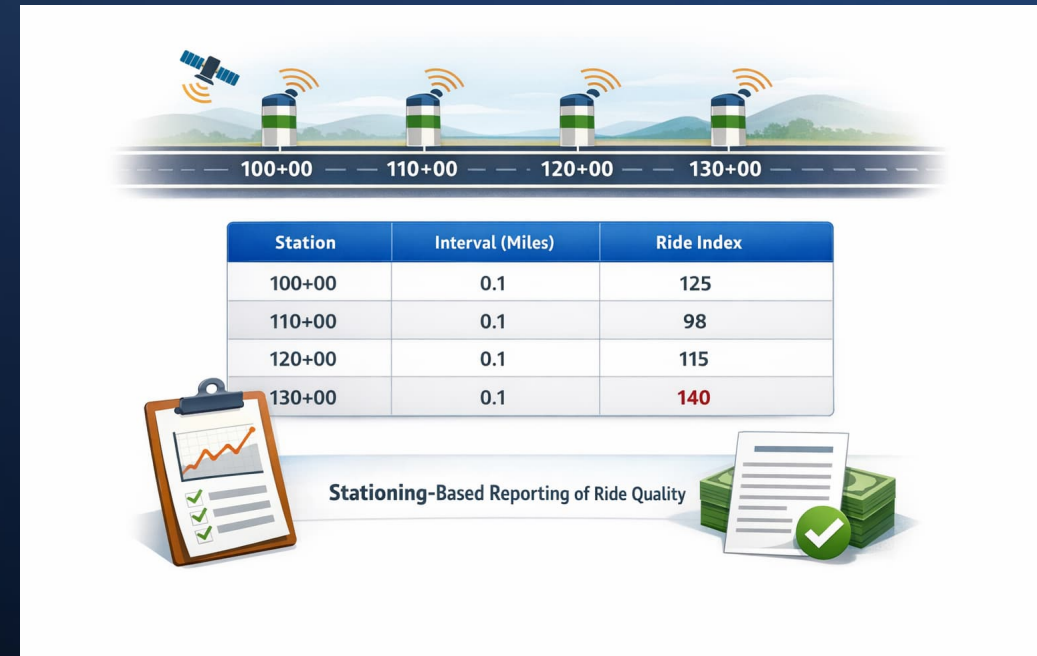 100+00 110+00 120+00 130+00
Station Interval (Miles) Ride Index
100+00 0.1 125
110+00 0.1 98
120+00 0.1 115
130+00 0.1 140
Stationing-Based Reporting of Ride Quality